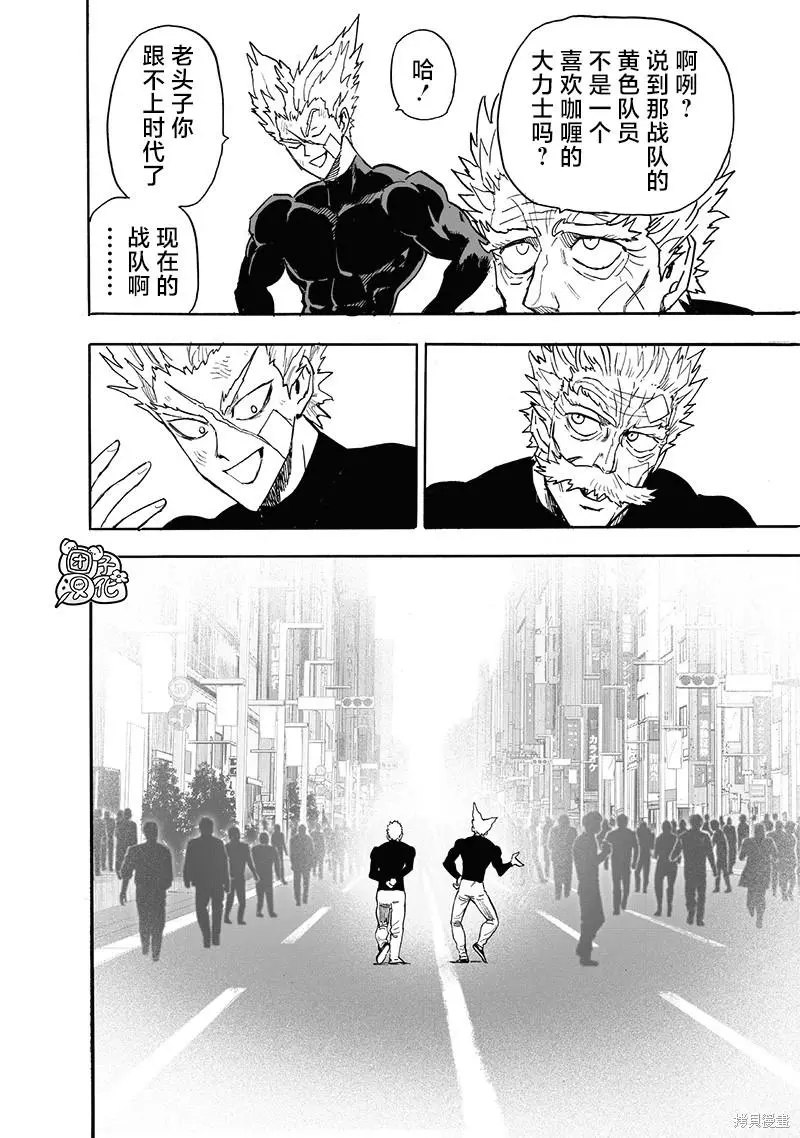 啊咧?
说到那战队的
黄色队员
不是一个
喜欢咖喱的
大力士吗?
哈!
老头子你
跟不上时代了
现在的
战队啊
………
团子
汉化
カラオケ
拷贝漫畫